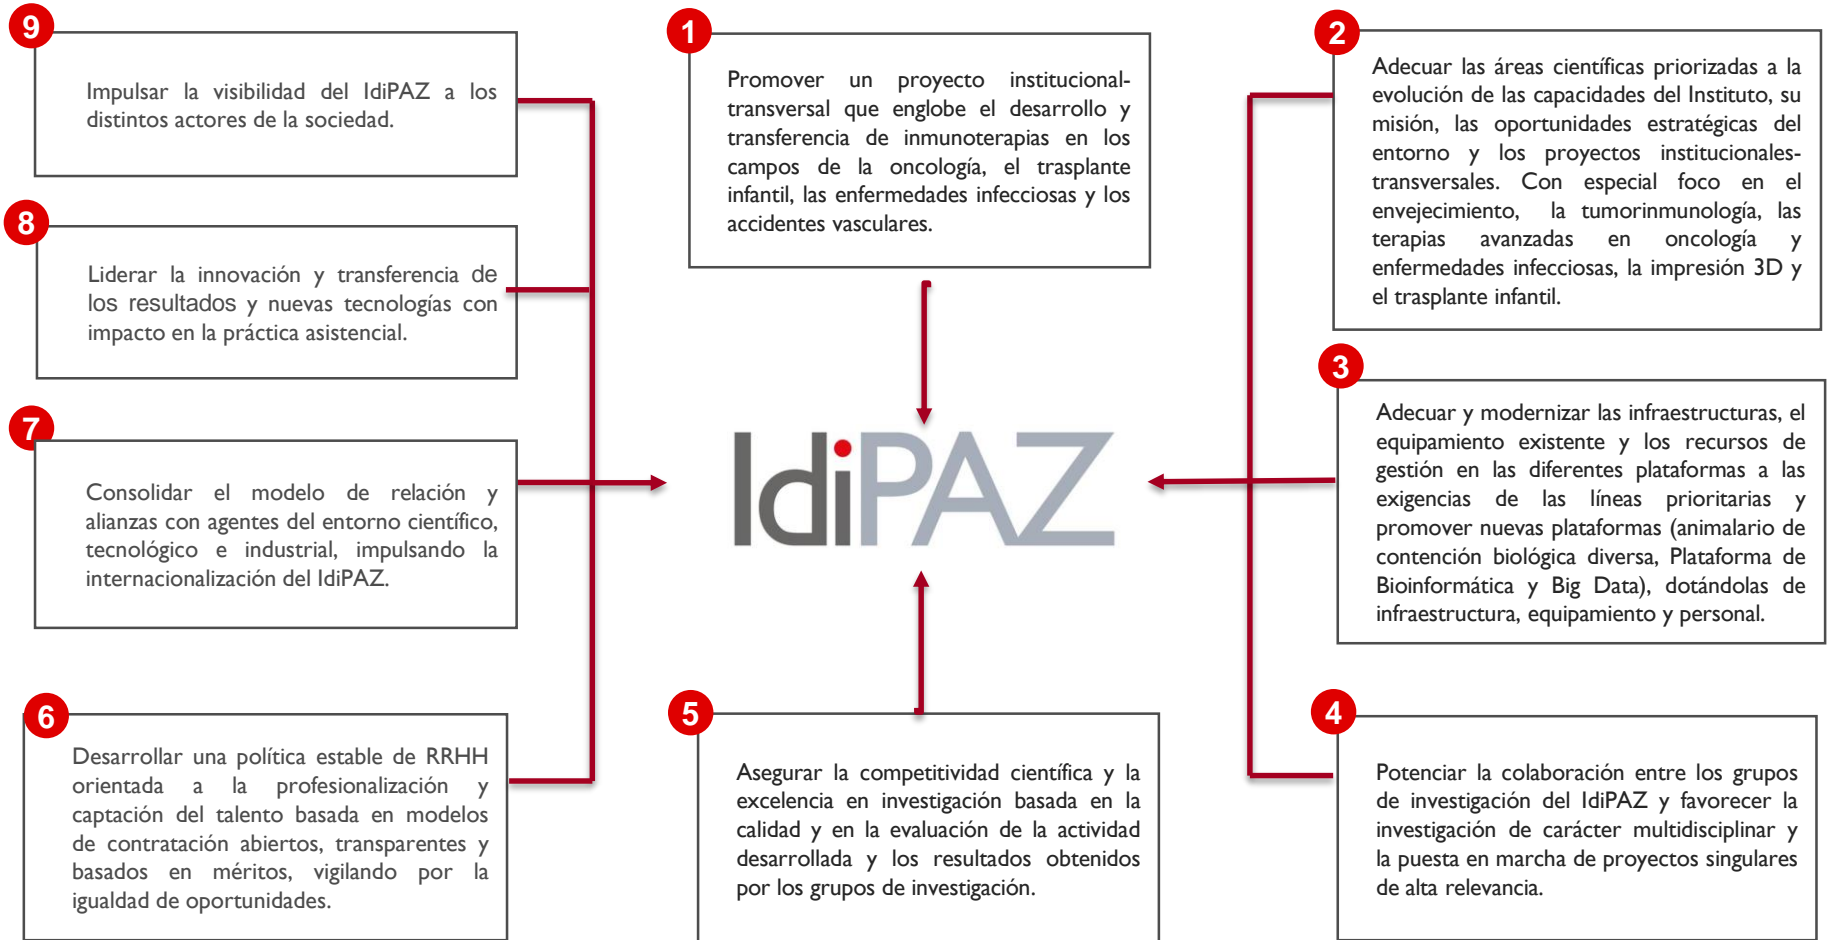 1
Promover un proyecto institucional-
transversal que englobe el desarrollo y
transferencia de inmunoterapias en los
campos de la oncología, el trasplante
infantil, las enfermedades infecciosas y los
accidentes vasculares.
2
Adecuar las áreas científicas priorizadas a la
evolución de las capacidades del Instituto, su
misión, las oportunidades estratégicas del
entorno y los proyectos institucionales-
transversales. Con especial foco en el
envejecimiento, la tumorinmunología, las
terapias avanzadas en oncología y
enfermedades infecciosas, la impresión 3D y
el trasplante infantil.
3
Adecuar y modernizar las infraestructuras, el
equipamiento existente y los recursos de
gestión en las diferentes plataformas a las
exigencias de las líneas prioritarias y
promover nuevas plataformas (animalario de
contención biológica diversa, Plataforma de
Bioinformática y Big Data), dotándolas de
infraestructura, equipamiento y personal.
4
Potenciar la colaboración entre los grupos
de investigación del IdiPAZ y favorecer la
investigación de carácter multidisciplinar y
la puesta en marcha de proyectos singulares
de alta relevancia.
5
Asegurar la competitividad científica y la
excelencia en investigación basada en la
calidad y en la evaluación de la actividad
desarrollada y los resultados obtenidos
por los grupos de investigación.
6
Desarrollar una política estable de RRHH
orientada a la profesionalización y
captación del talento basada en modelos
de contratación abiertos, transparentes y
basados en méritos, vigilando por la
igualdad de oportunidades.
7
Consolidar el modelo de relación y
alianzas con agentes del entorno científico,
tecnológico e industrial, impulsando la
internacionalización del IdiPAZ.
8
Liderar la innovación y transferencia de
los resultados y nuevas tecnologías con
impacto en la práctica asistencial.
9
Impulsar la visibilidad del IdiPAZ a los
distintos actores de la sociedad.
IdiPAZ